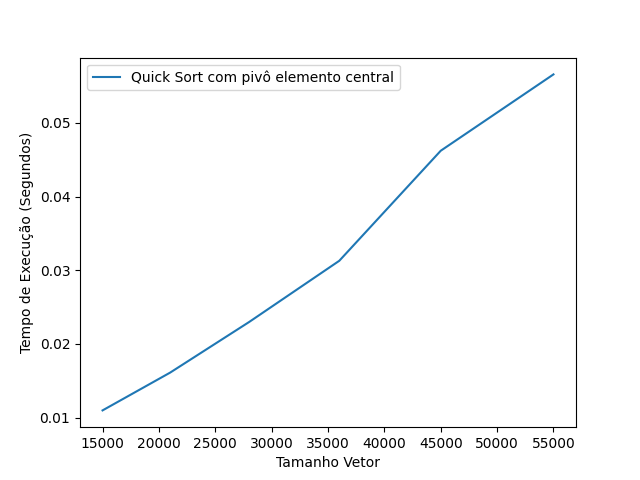 Quick Sort com pivô elemento central
Tempo de Execução (Segundos)
0.05
0.04
0.03
0.02
0.01
15000 20000 25000 30000 35000 40000 45000 50000 55000
Tamanho Vetor